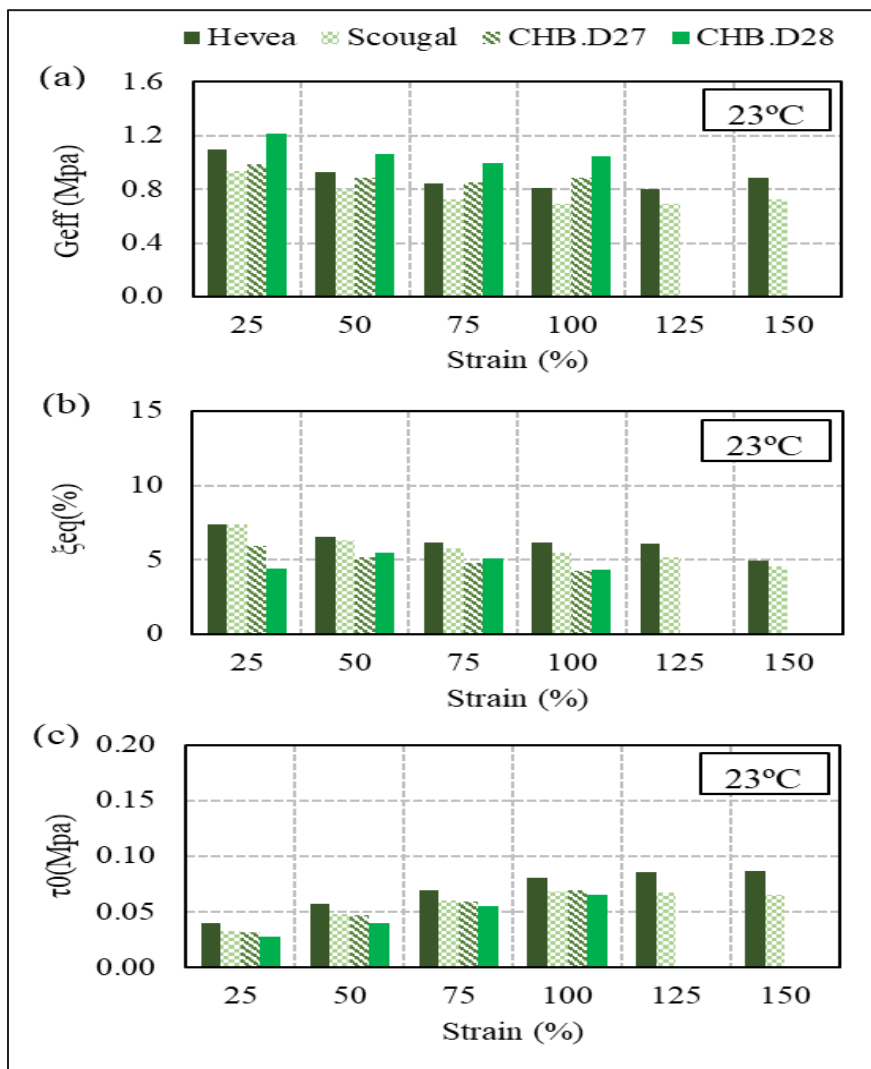 Hevea Scougal CHB.D27 CHB.D28
(a)
23ºC
Geff (Mpa)
1.6
1.2
0.8
0.4
0.0
25 50 75 100 125 150
Strain (%)
(b)
23ºC
ξeq(%)
15
10
5
0
25 50 75 100 125 150
Strain (%)
(c)
23ºC
τ0(Mpa)
0.20
0.15
0.10
0.05
0.00
25 50 75 100 125 150
Strain (%)